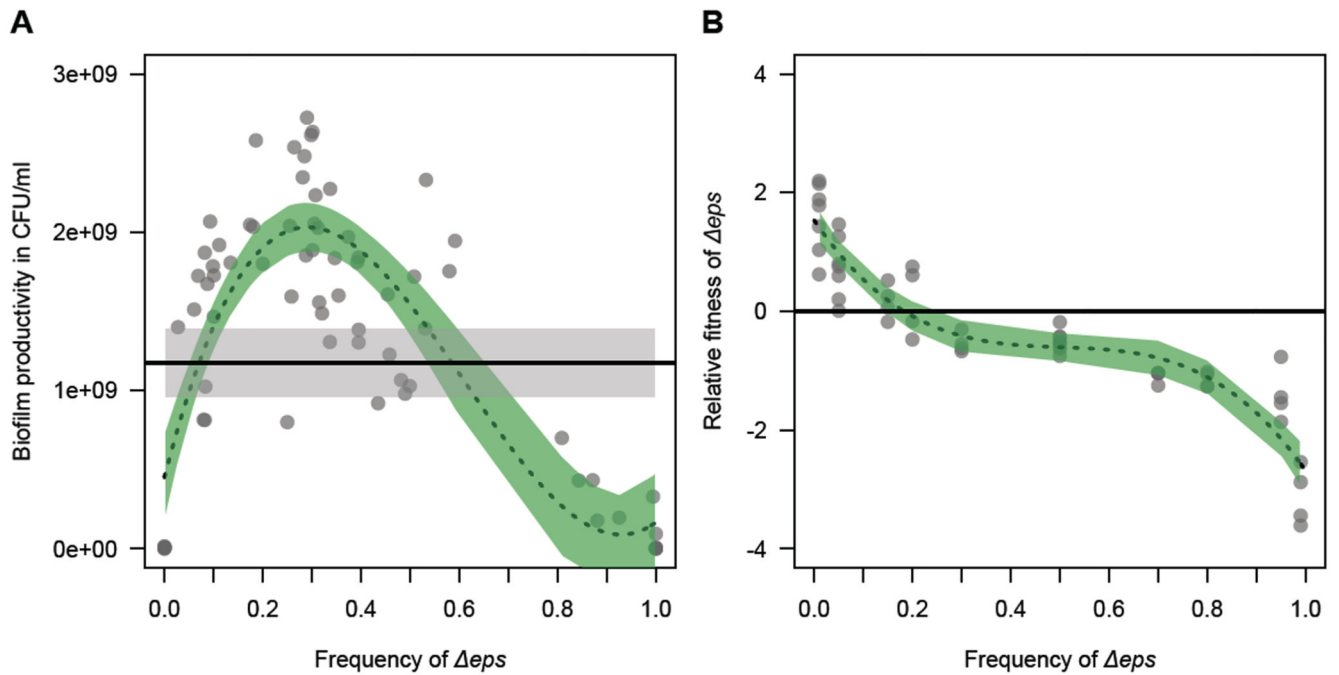 A
B
3e+09
2e+09
1e+09
0e+00
Biofilm productivity in CFU/ml
0.0 0.2 0.4 0.6 0.8 1.0
Frequency of Δeps
4
2
0
-2
-4
Relative fitness of Δeps
0.0 0.2 0.4 0.6 0.8 1.0
Frequency of Δeps